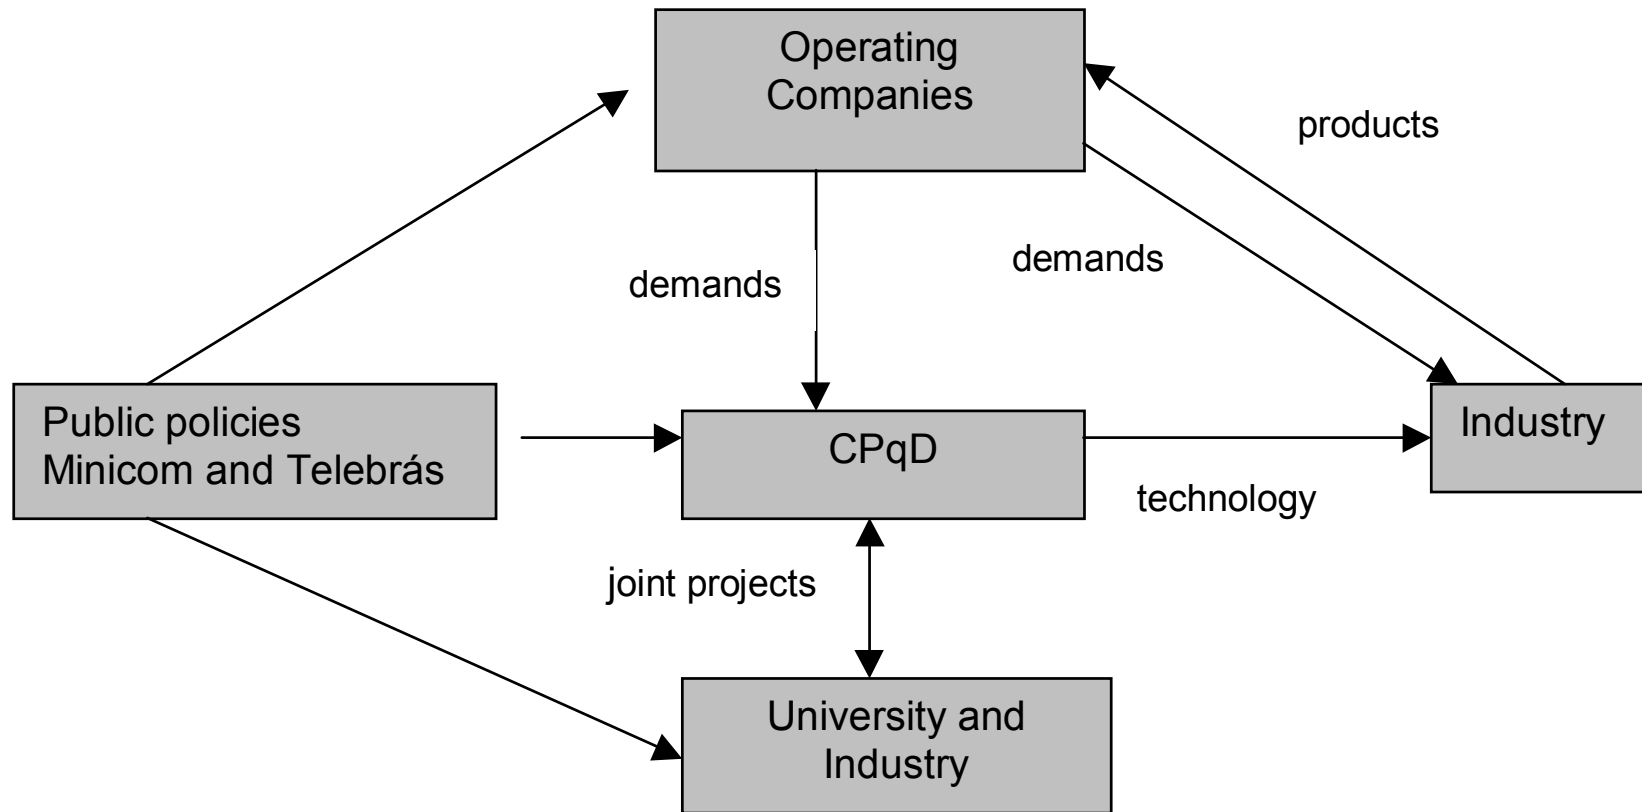 Operating
Companies
products
demands
demands
Public policies
Minicom and Telebrás
CPqD
Industry
technology
joint projects
University and
Industry